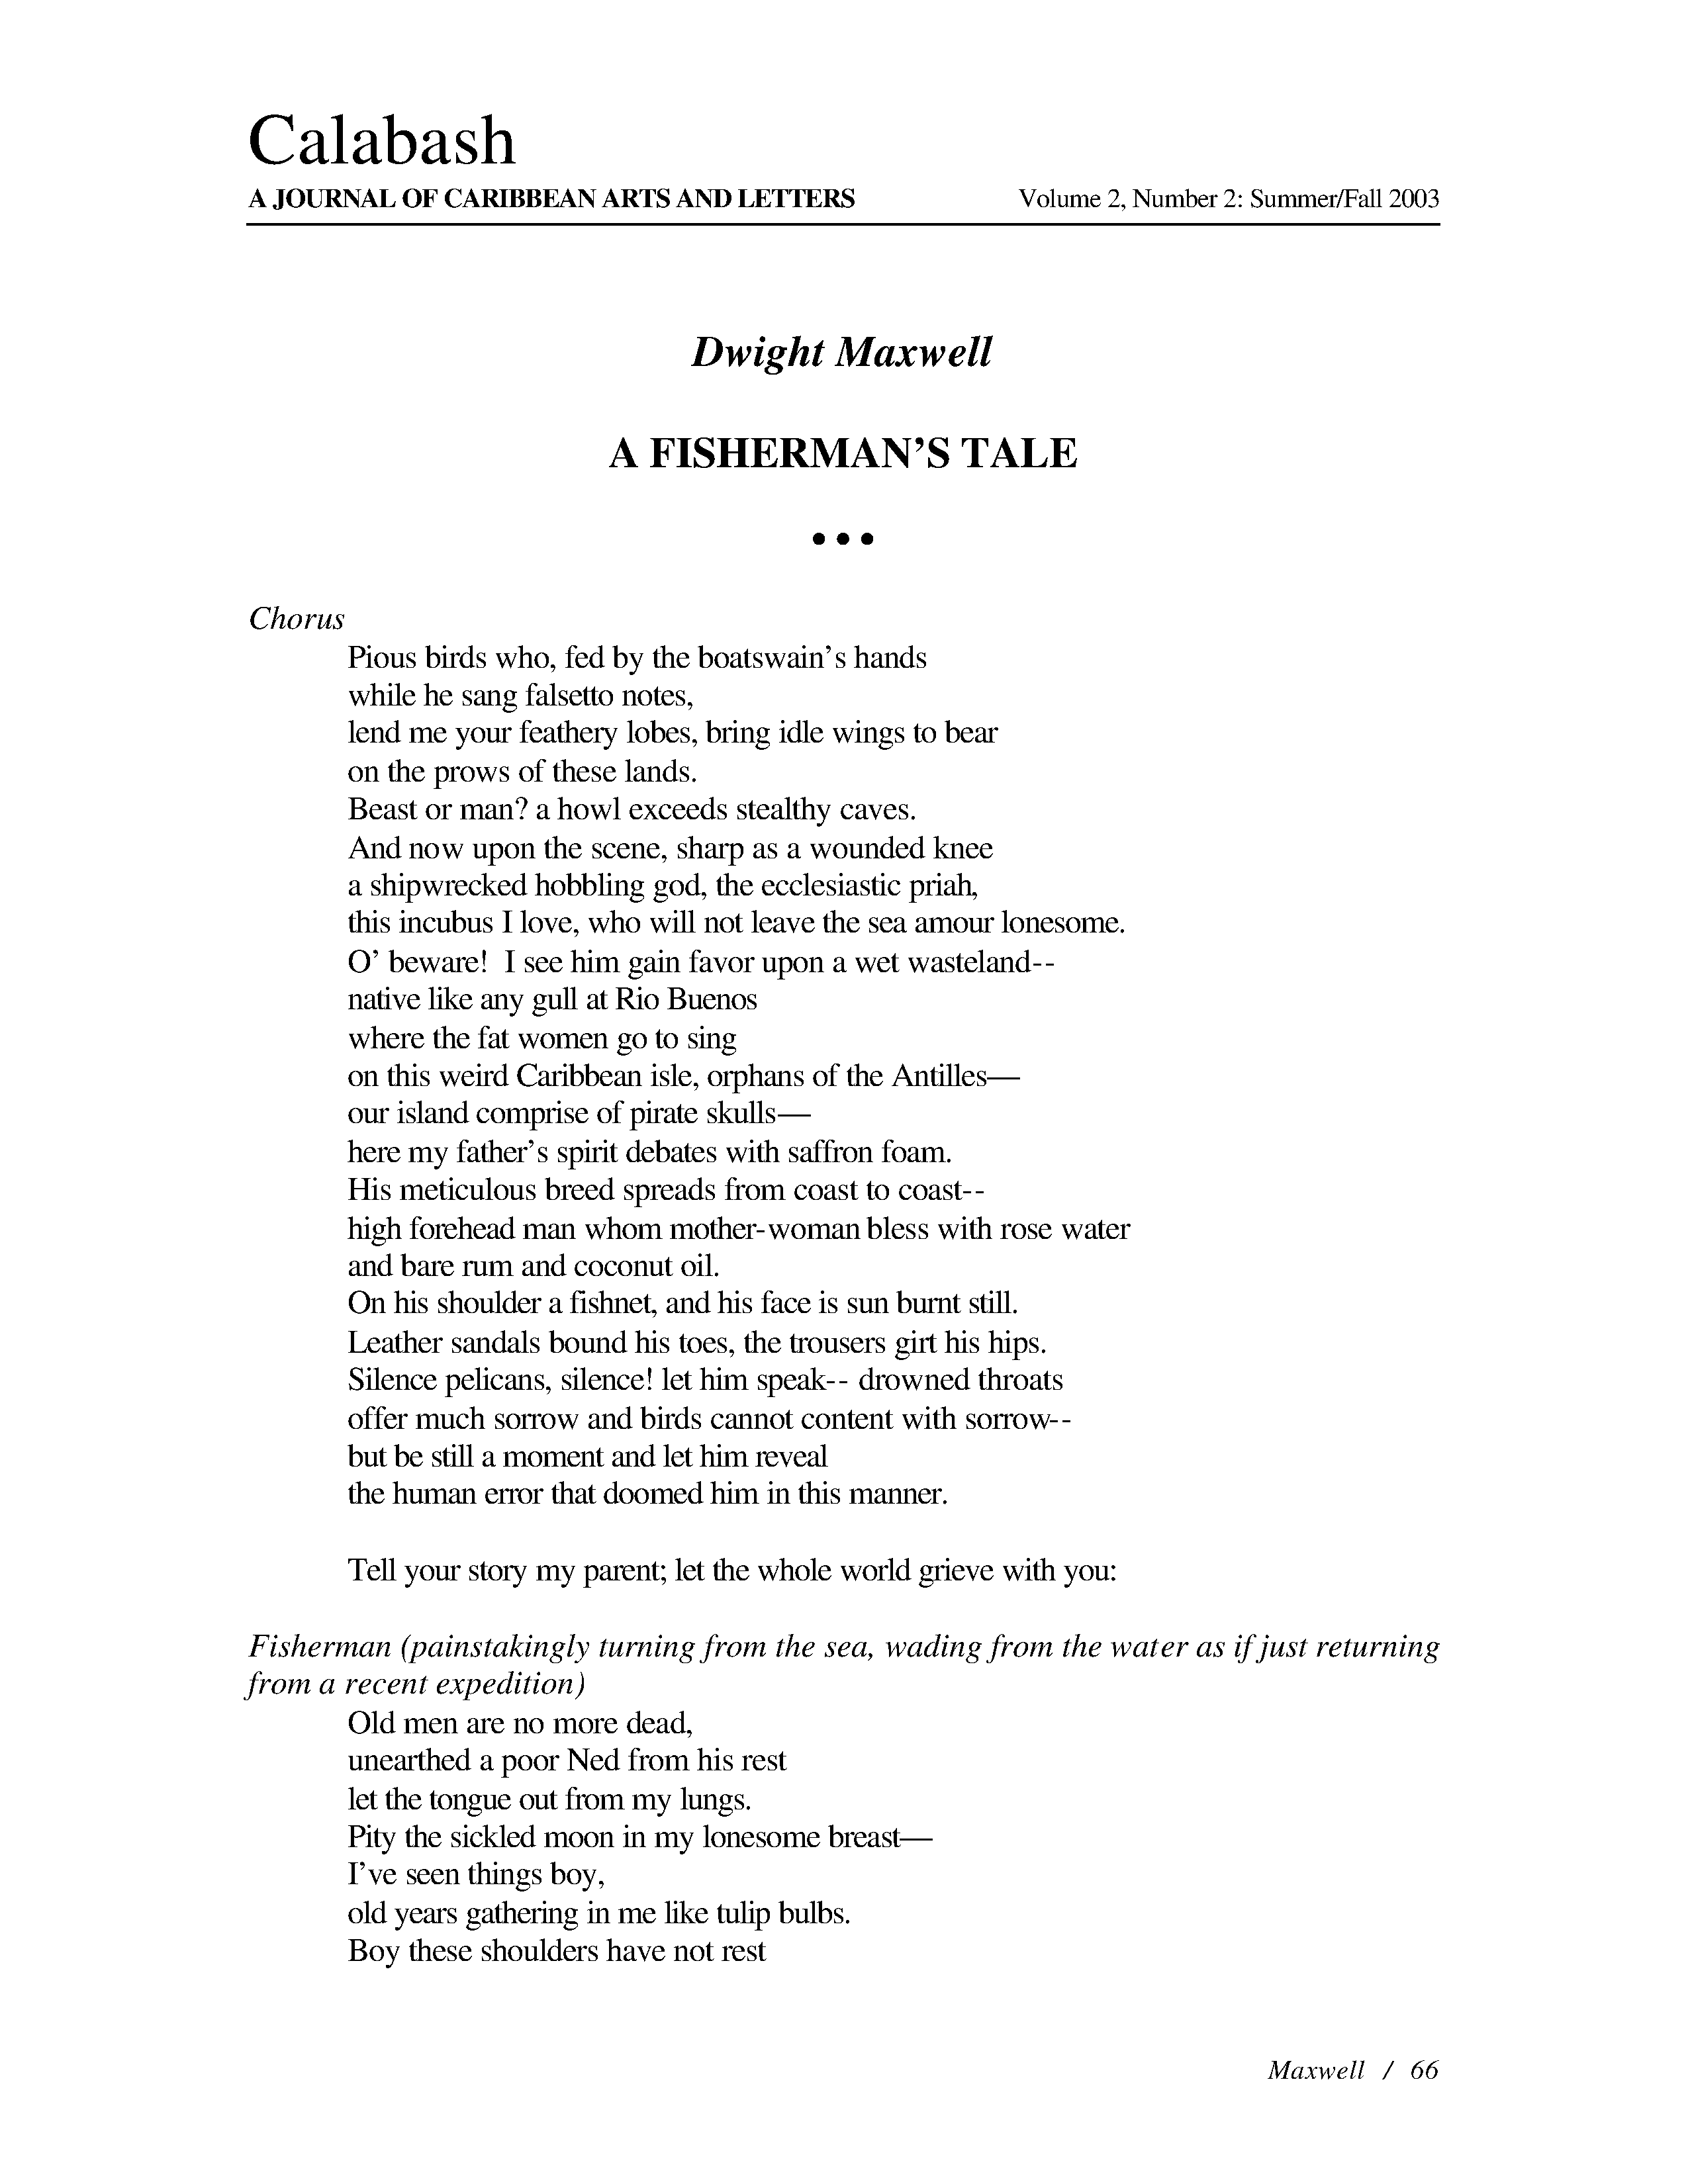 Calabash
A JOURNAL OF CARIBBEAN ARTS AND LETTERS Volume 2, Number 2: Summer/Fall 2003
Dwight Maxwell
A FISHERMAN’S TALE
•••
Chorus
Pious birds who, fed by the boatswain’s hands
while he sang falsetto notes,
lend me your feathery lobes, bring idle wings to bear
on the prows of these lands.
Beast or man? a howl exceeds stealthy caves.
And now upon the scene, sharp as a wounded knee
a shipwrecked hobbling god, the ecclesiastic priah,
this incubus I love, who will not leave the sea amour lonesome.
O’ beware!  I see him gain favor upon a wet wasteland--
native like any gull at Rio Buenos
where the fat women go to sing
on this weird Caribbean isle, orphans of the Antilles—
our island comprise of pirate skulls—
here my father’s spirit debates with saffron foam.
His meticulous breed spreads from coast to coast--
high forehead man whom mother-woman bless with rose water
and bare rum and coconut oil.
On his shoulder a fishnet, and his face is sun burnt still.
Leather sandals bound his toes, the trousers girt his hips.
Silence pelicans, silence! let him speak-- drowned throats
offer much sorrow and birds cannot content with sorrow--
but be still a moment and let him reveal
the human error that doomed him in this manner.
Tell your story my parent; let the whole world grieve with you:
Fisherman (painstakingly turning from the sea, wading from the water as if just returning
from a recent expedition)
Old men are no more dead,
unearthed a poor Ned from his rest
let the tongue out from my lungs.
Pity the sickled moon in my lonesome breast—
I’ve seen things boy,
old years gathering in me like tulip bulbs.
Boy these shoulders have not rest
Maxwell / 66